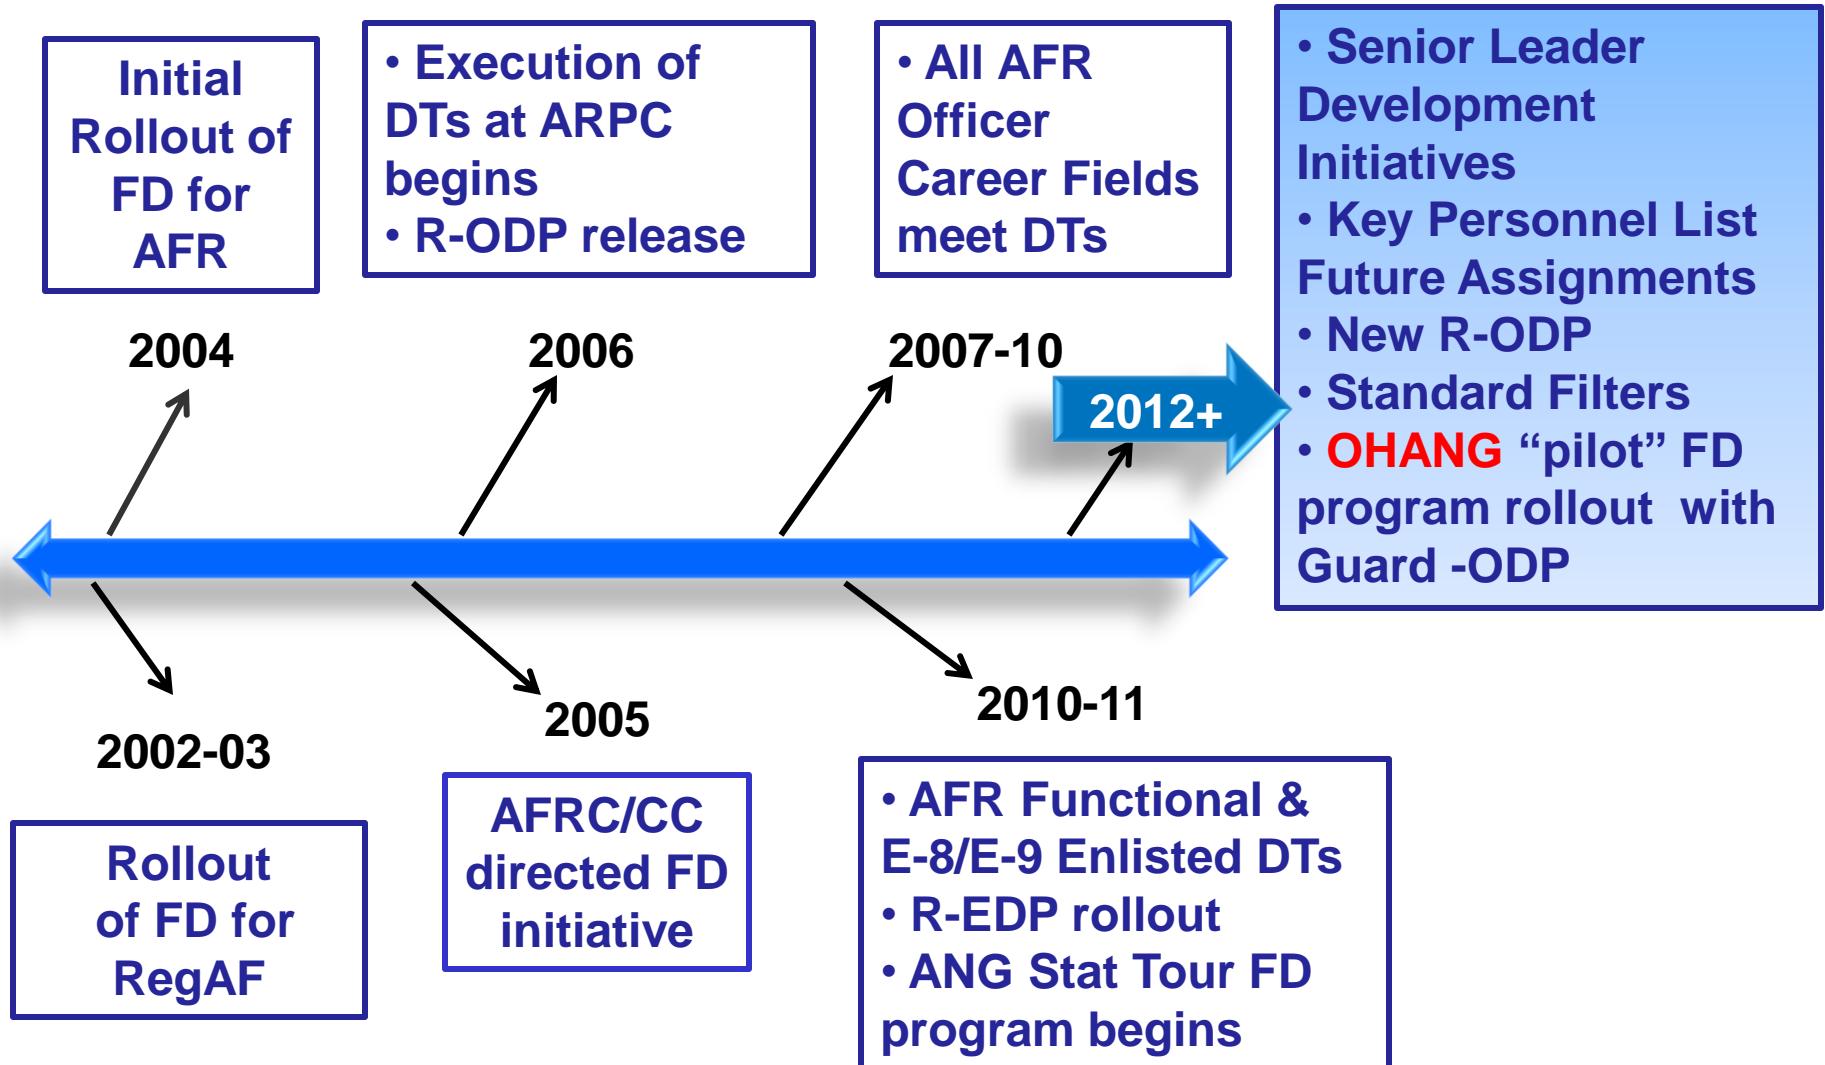 Initial
Rollout of
FD for
AFR
2004
• Execution of
DTs at ARPC
begins
• R-ODP release
2006
• All AFR
Officer
Career Fields
meet DTs
2007-10
2012+
• Senior Leader
Development
Initiatives
• Key Personnel List
Future Assignments
• New R-ODP
• Standard Filters
• OHANG “pilot” FD
program rollout with
Guard -ODP
2002-03
Rollout
of FD for
RegAF
2005
AFRC/CC
directed FD
initiative
2010-11
• AFR Functional &
E-8/E-9 Enlisted DTs
• R-EDP rollout
• ANG Stat Tour FD
program begins